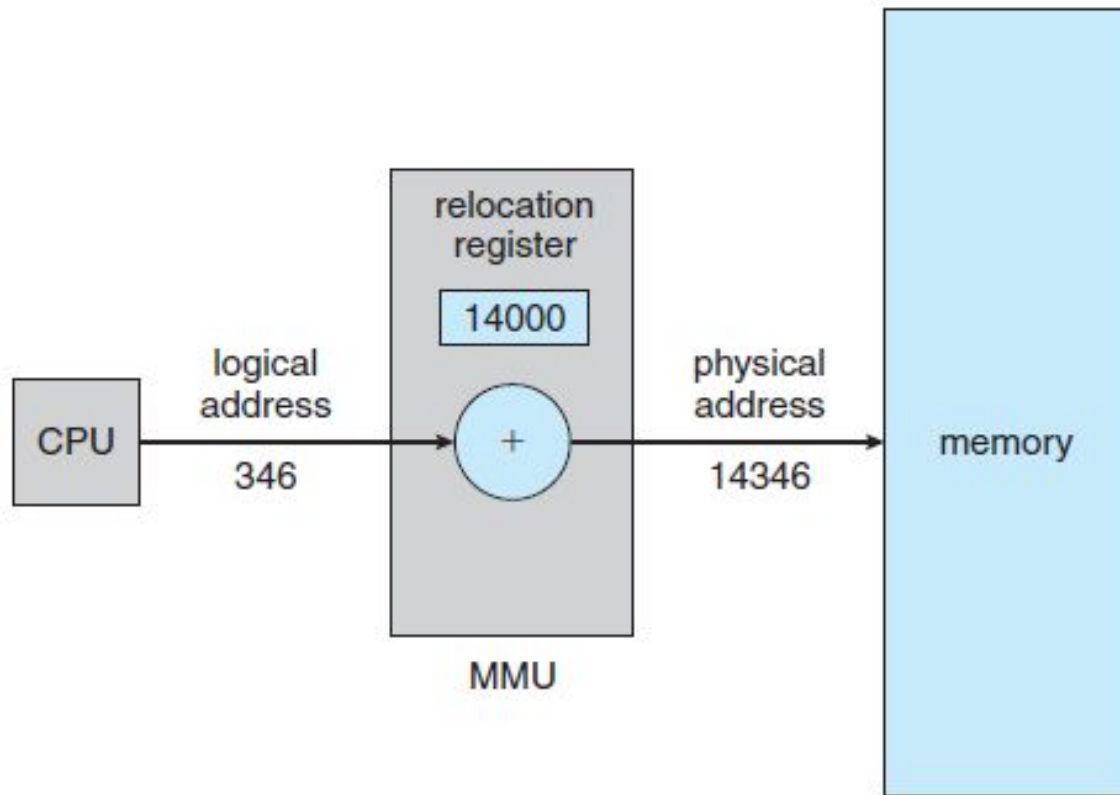 relocation
register
14000
logical
address
346
CPU
+
physical
address
14346
memory
MMU